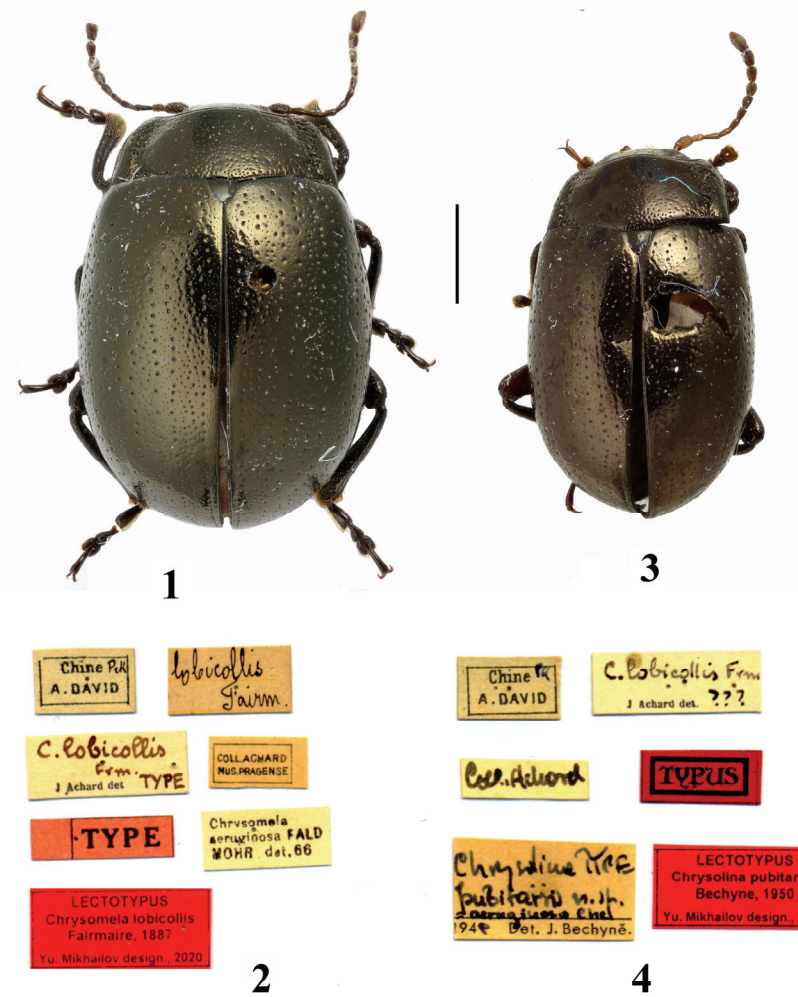 1
3
Chine Pek
A. DAVID
lobicollis
Fairm.
C. lobicollis
Frm. TYPE
J Achard det
COLL.ACHARD
MUS.PRAGENSE
TYPE
Chrysomela
aeruginosa FALD
MOHR det. 66
LECTOTYPUS
Chrysomela lobicollis
Fairmaire, 1887
Yu. Mikhailov design., 2020
2
Chine
A. DAVID
C. lobicollis Frm
J Achard det. ???
Coll. Achard
TYPUS
Chrysolina TYPE
pubitarsis n.sp.
aeruginosa
194 Det. J. Bechyně.
LECTOTYPUS
Chrysolina pubitar
Bechyne, 1950
Yu. Mikhailov design.,
4